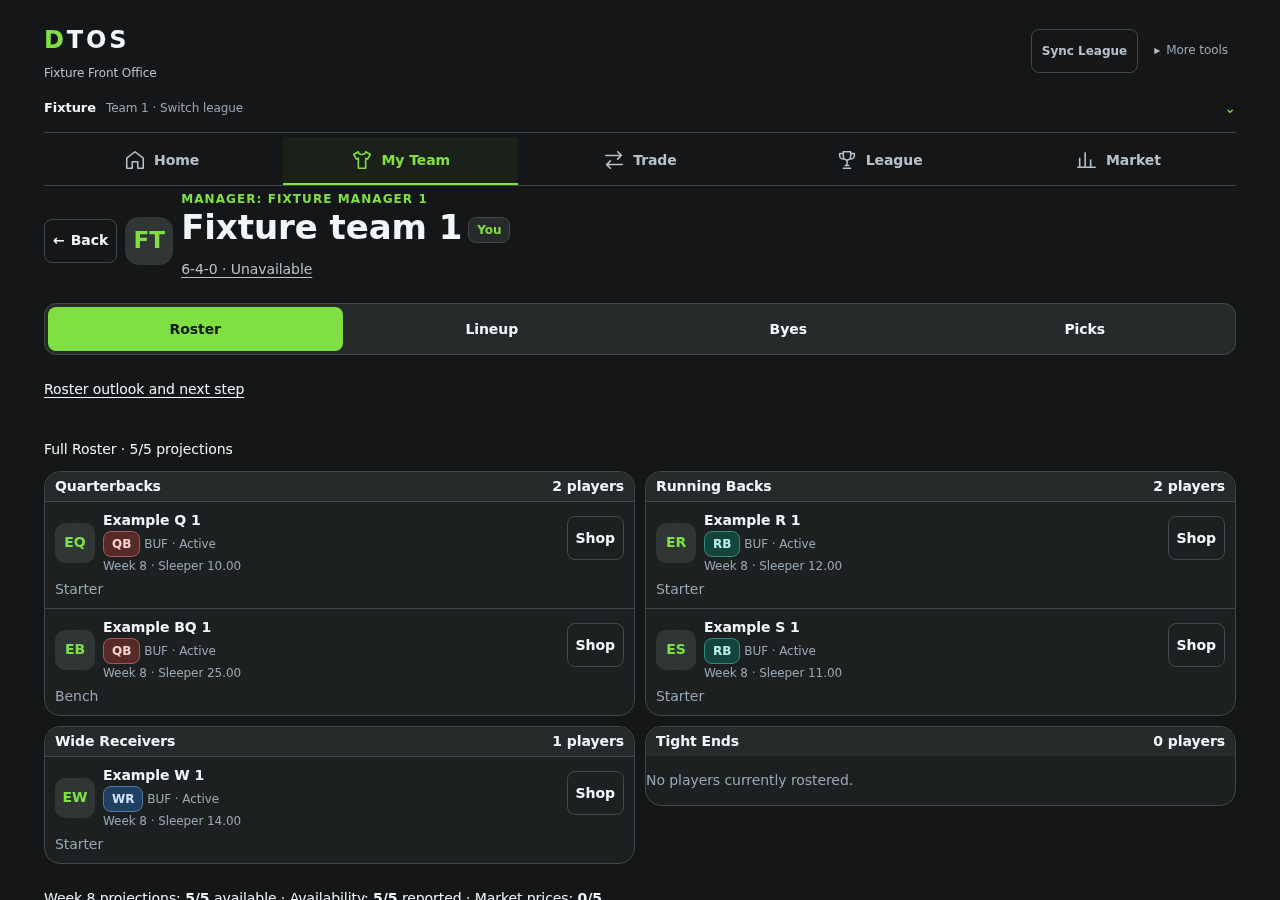 DTOS
Fixture Front Office
Sync League
▸ More tools
Fixture Team 1 · Switch league
Home
My Team
Trade
League
Market
MANAGER: FIXTURE MANAGER 1
← Back
FT
Fixture team 1
You
6-4-0 · Unavailable
Roster
Lineup
Byes
Picks
Roster outlook and next step
Full Roster · 5/5 projections
Quarterbacks
2 players
EQ
Example Q 1
QB BUF · Active
Week 8 · Sleeper 10.00
Shop
Starter
EB
Example BQ 1
QB BUF · Active
Week 8 · Sleeper 25.00
Shop
Bench
Running Backs
2 players
ER
Example R 1
RB BUF · Active
Week 8 · Sleeper 12.00
Shop
Starter
ES
Example S 1
RB BUF · Active
Week 8 · Sleeper 11.00
Shop
Starter
Wide Receivers
1 players
EW
Example W 1
WR BUF · Active
Week 8 · Sleeper 14.00
Shop
Starter
Tight Ends
0 players
No players currently rostered.
Week 8 projections: 5/5 available · Availability: 5/5 reported · Market prices: 0/5